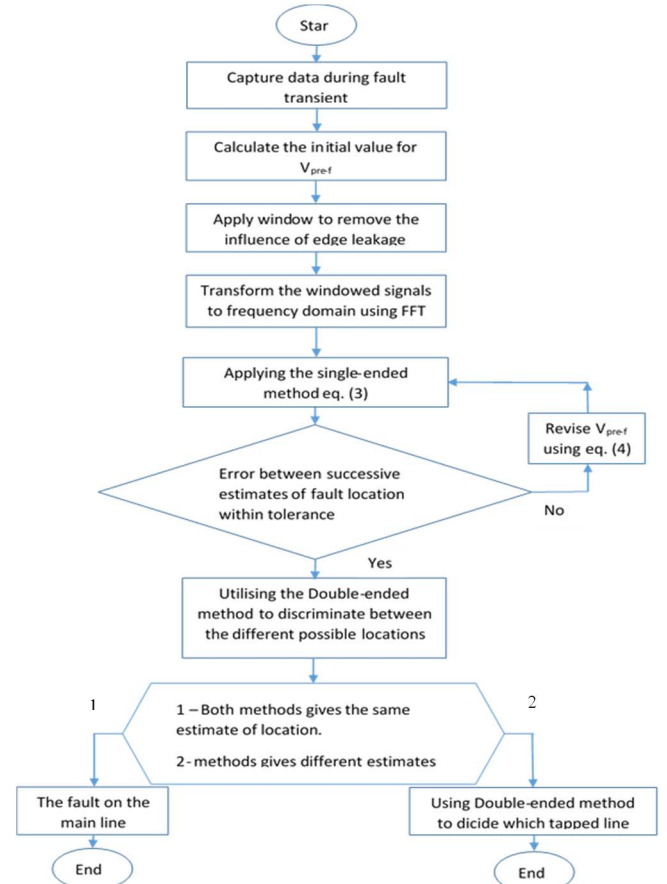 Star
Capture data during fault
transient
Calculate the initial value for
Vpre-f
Apply window to remove the
influence of edge leakage
Transform the windowed signals
to frequency domain using FFT
Applying the single-ended
method eq. (3)
Revise Vpre-f
using eq. (4)
Error between successive
estimates of fault location
within tolerance
No
Yes
Utilising the Double-ended
method to discriminate between
the different possible locations
1
2
1 – Both methods gives the same
estimate of location.
2- methods gives different estimates
The fault on the
main line
Using Double-ended method
to dicide which tapped line
End
End